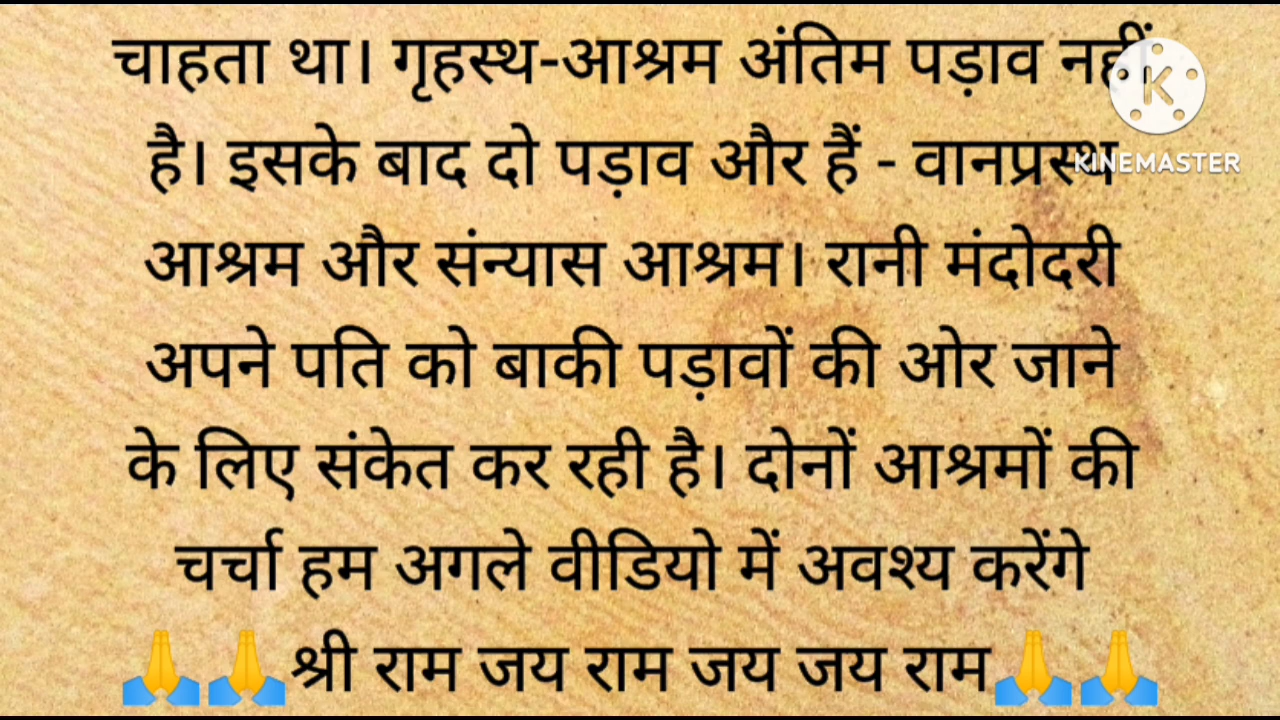 चाहता था। गृहस्थ-आश्रम अंतिम पड़ाव नहीं
है। इसके बाद दो पड़ाव और हैं - वानप्रस्थ
KINEMASTER
आश्रम और संन्यास आश्रम। रानी मंदोदरी
अपने पति को बाकी पड़ावों की ओर जाने
के लिए संकेत कर रही है। दोनों आश्रमों की
चर्चा हम अगले वीडियो में अवश्य करेंगे
🙏🙏श्री राम जय राम जय जय राम🙏🙏